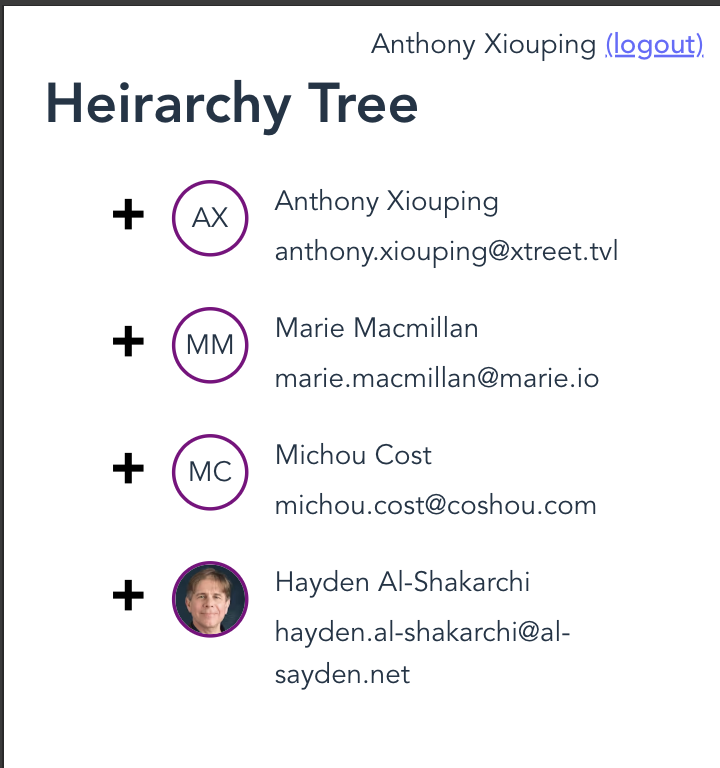 Anthony Xiouping (logout)
Heirarchy Tree
AX
Anthony Xiouping
anthony.xiouping@xtreet.tvl
MM
Marie Macmillan
marie.macmillan@marie.io
MC
Michou Cost
michou.cost@coshou.com
Hayden Al-Shakarchi
hayden.al-shakarchi@al-
sayden.net